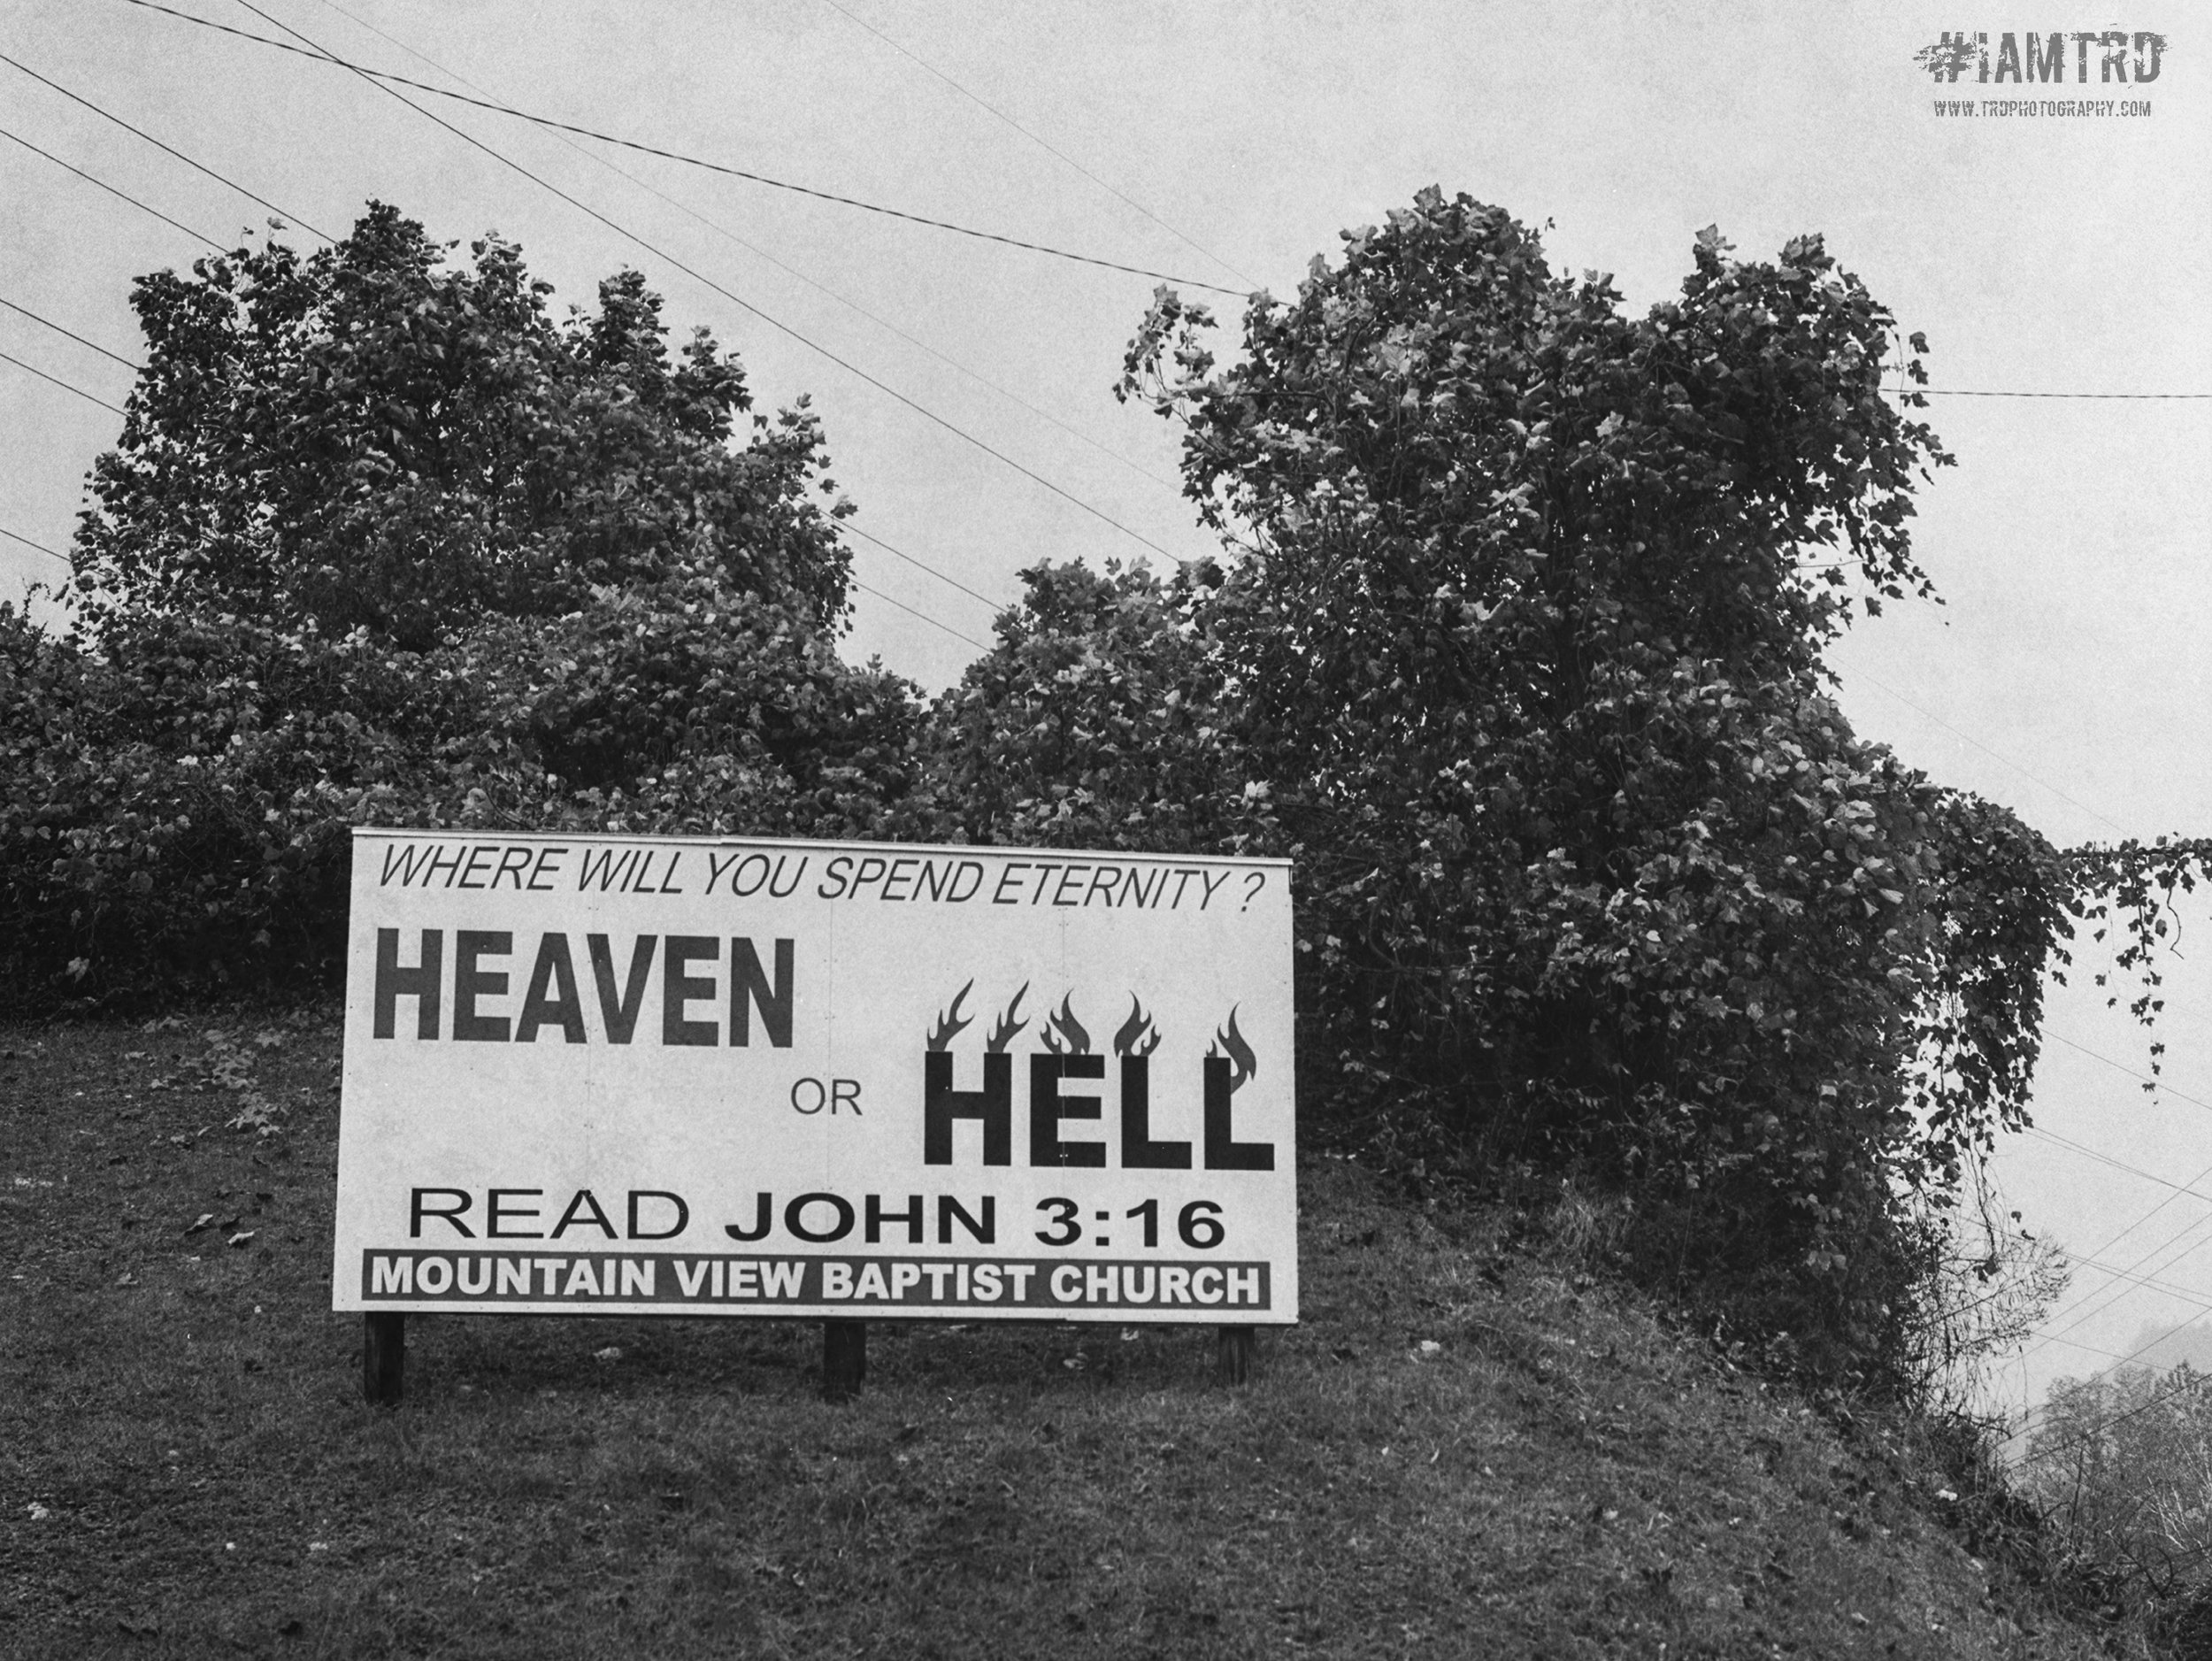 #IAMTRD
WWW.TRDPHOTOGRAPHY.COM
WHERE WILL YOU SPEND ETERNITY ?
HEAVEN
OR
HELL
READ JOHN 3:16
MOUNTAIN VIEW BAPTIST CHURCH